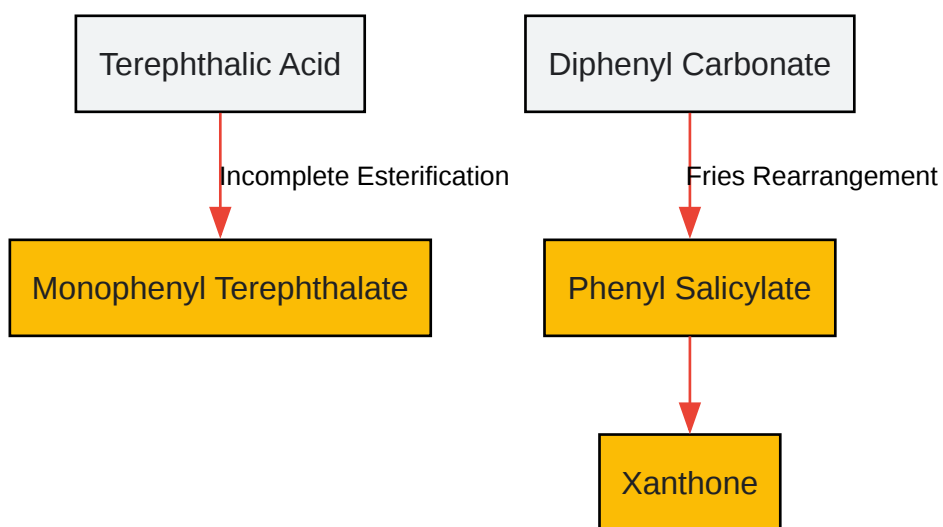 Terephthalic Acid
Diphenyl Carbonate
Incomplete Esterification
Fries Rearrangement
Monophenyl Terephthalate
Phenyl Salicylate
Xanthone